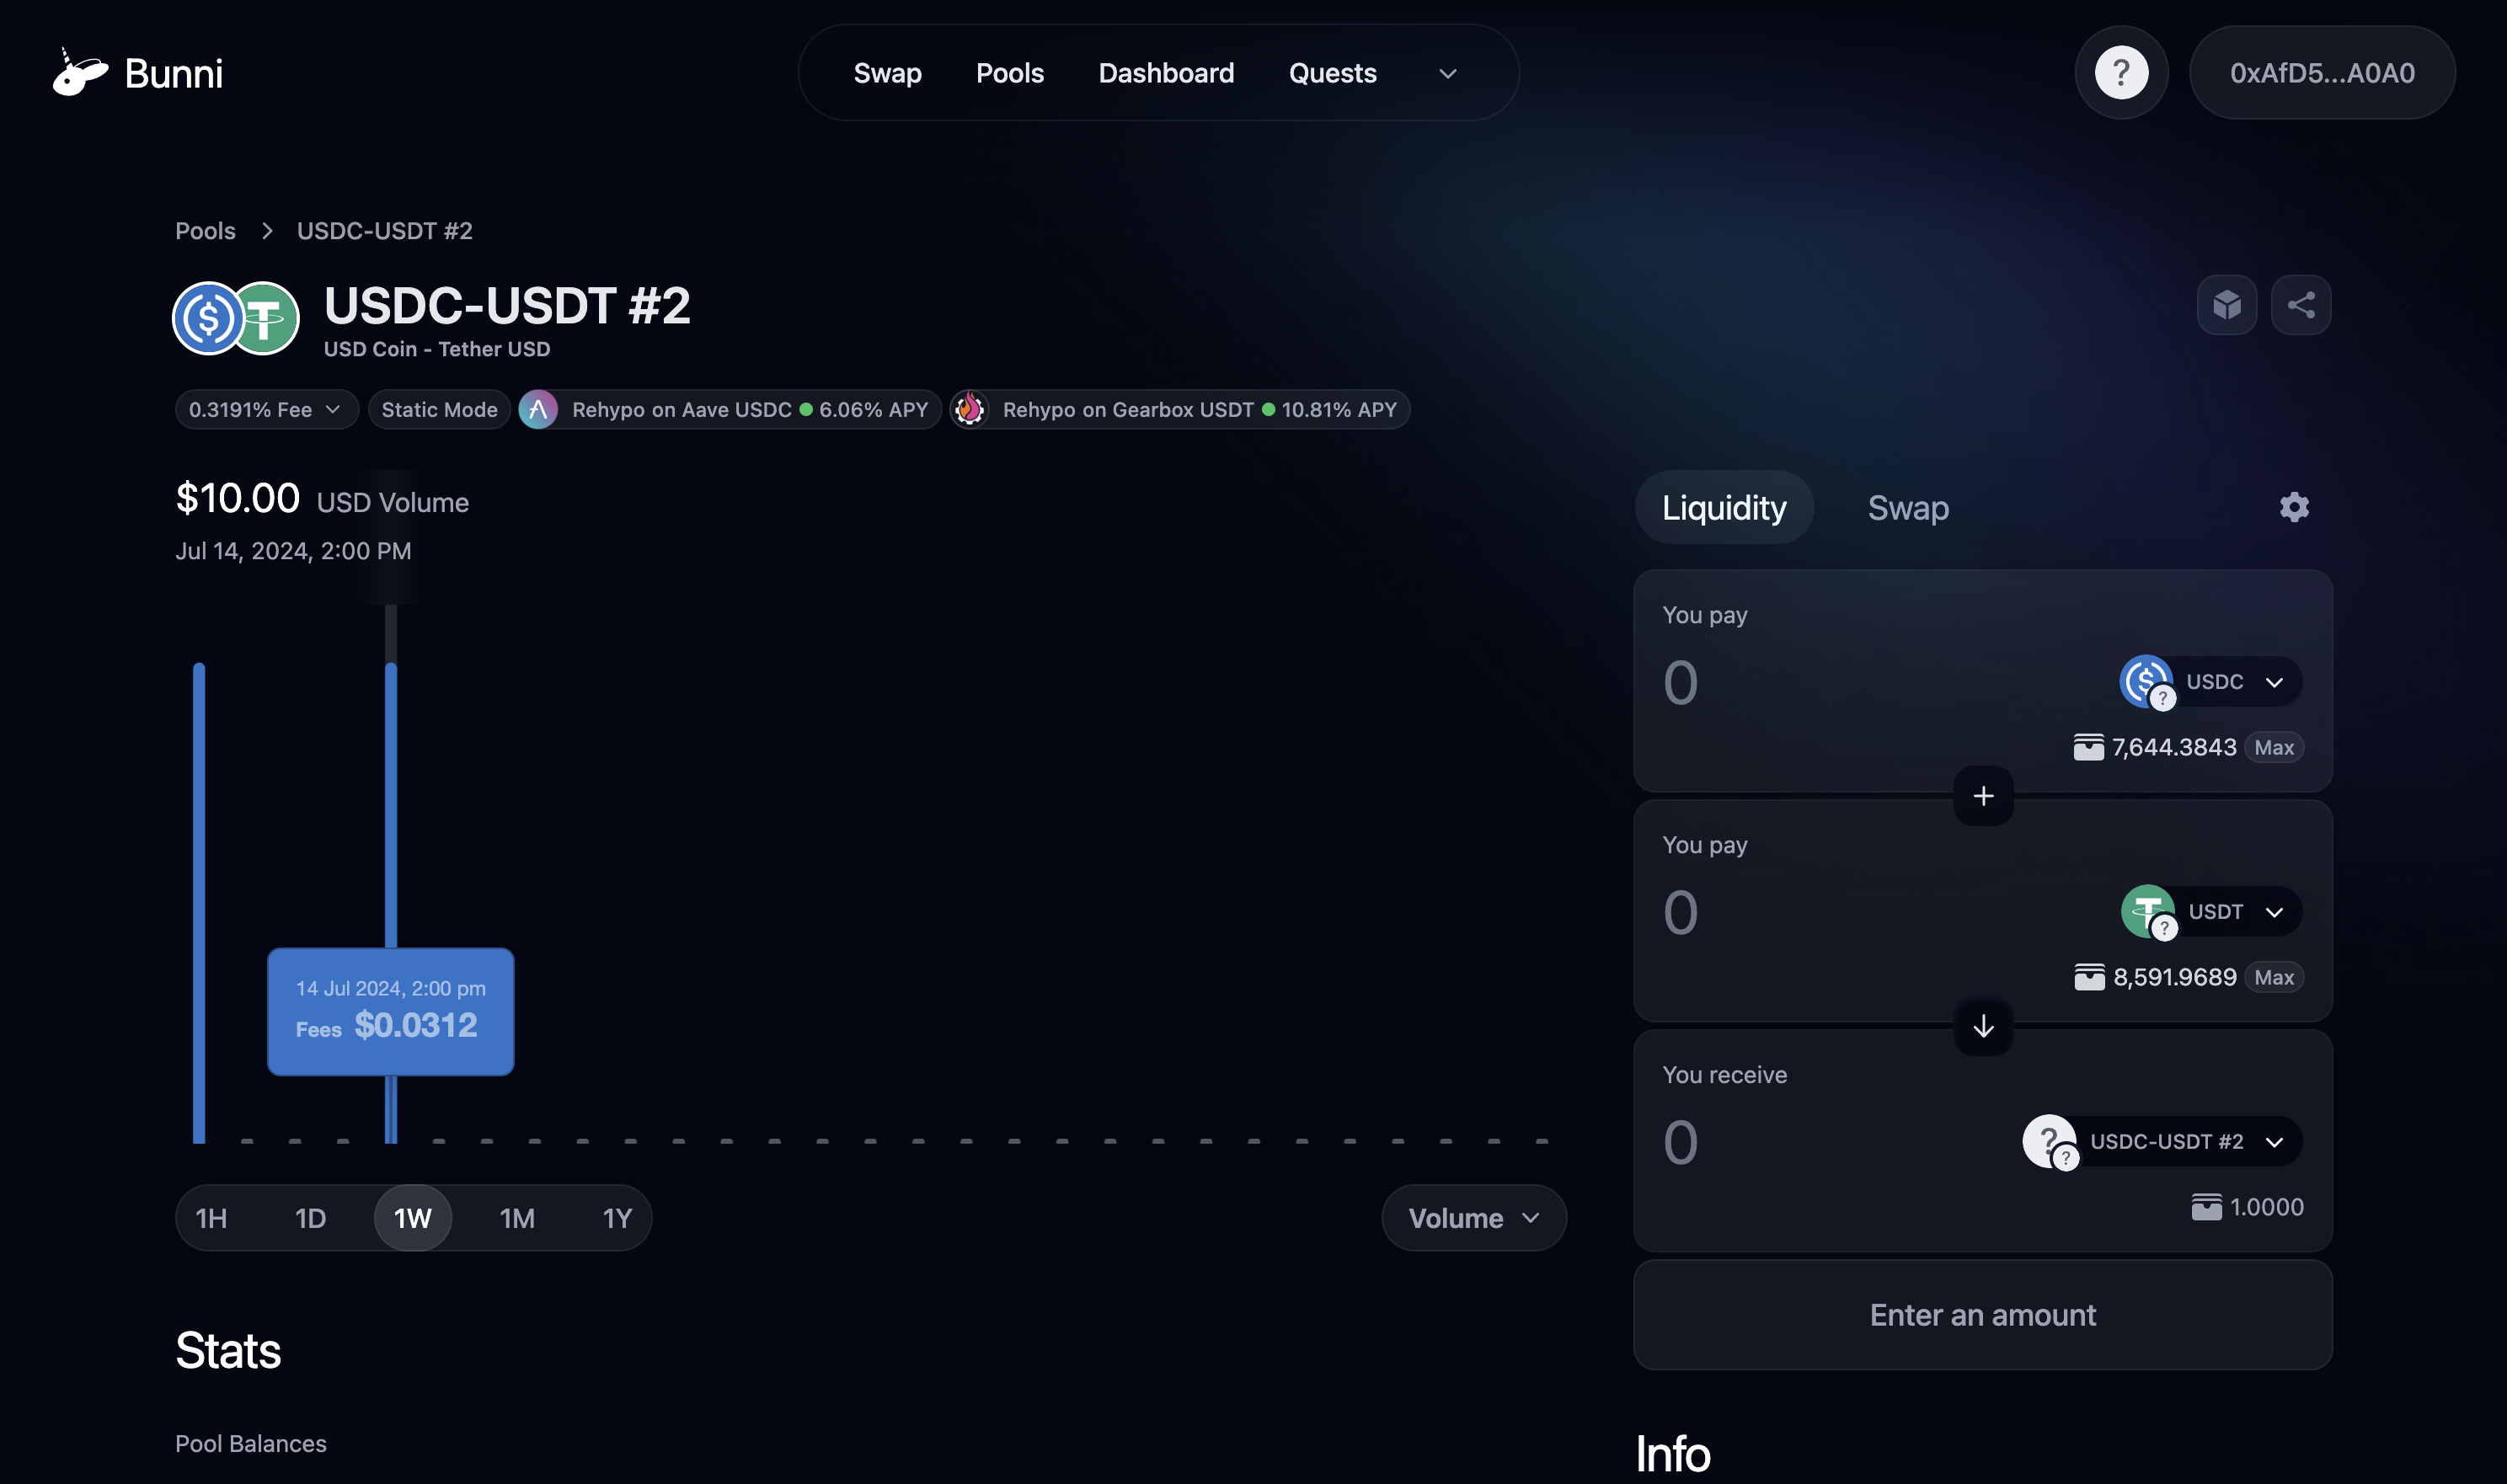 Bunni
Swap Pools Dashboard Quests
?
0xAfD5...A0A0
Pools > USDC-USDT #2
USDC-USDT #2
USD Coin - Tether USD
0.3191% Fee
Static Mode
Rehypo on Aave USDC 6.06% APY
Rehypo on Gearbox USDT 10.81% APY
$10.00 USD Volume
Jul 14, 2024, 2:00 PM
14 Jul 2024, 2:00 pm
Fees $0.0312
1H 1D 1W 1M 1Y
Volume
Stats
Pool Balances
Liquidity Swap
You pay
0
? USDC
7,644.3843 Max
+
You pay
0
? USDT
8,591.9689 Max
You receive
0
? ? USDC-USDT #2
1.0000
Enter an amount
Info